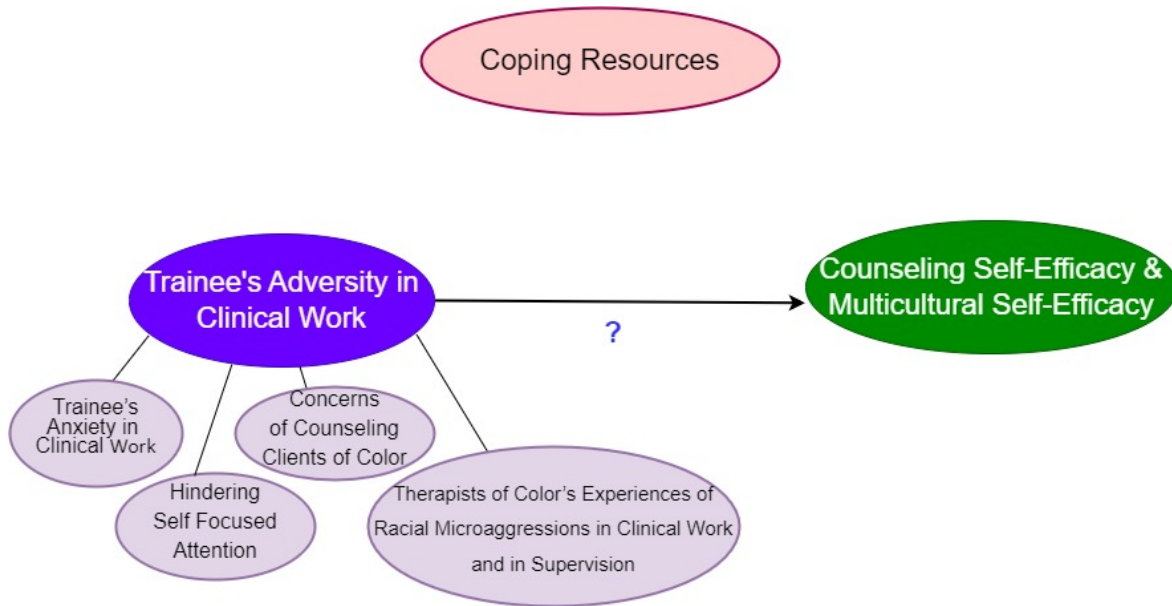 Coping Resources
Trainee's Adversity in
Clinical Work
Counseling Self-Efficacy &
Multicultural Self-Efficacy
?
Trainee’s
Anxiety in
Clinical Work
Concerns
of Counseling
Clients of Color
Hindering
Self Focused
Attention
Therapists of Color’s Experiences of
Racial Microaggressions in Clinical Work
and in Supervision